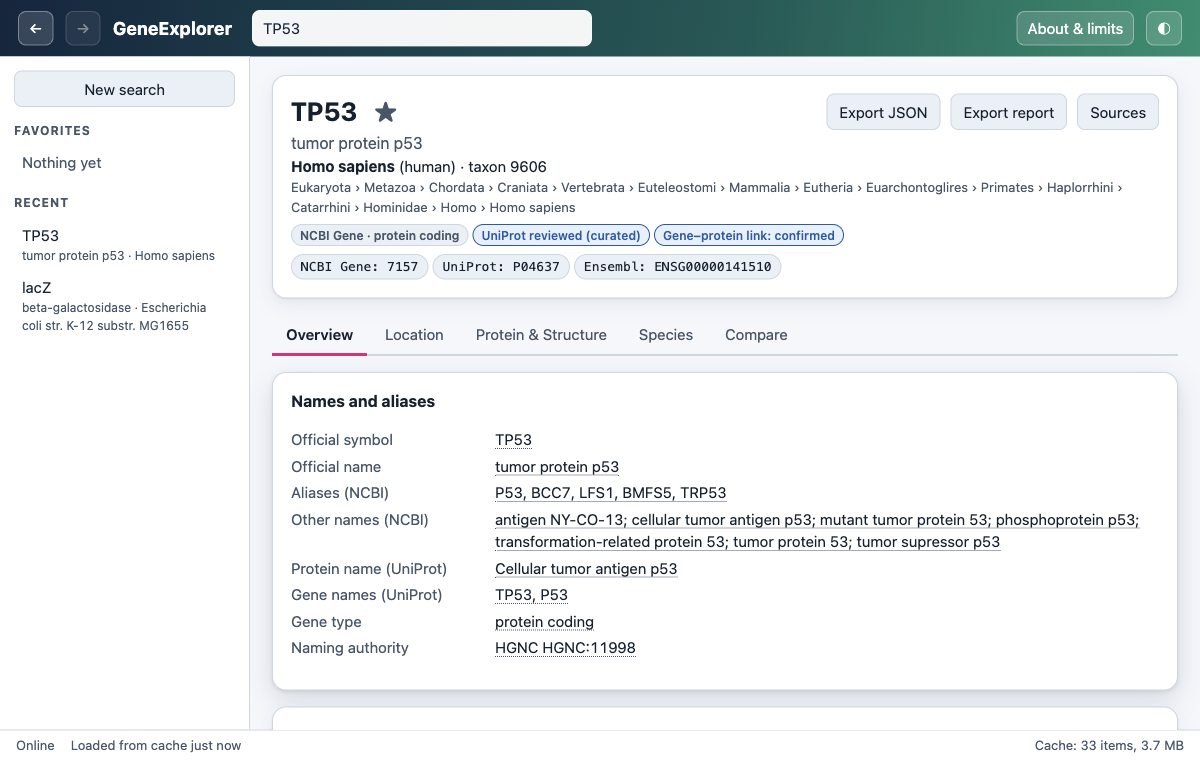 ← → GeneExplorer TP53 About & limits
New search
FAVORITES
Nothing yet
RECENT
TP53
tumor protein p53 · Homo sapiens
lacZ
beta-galactosidase · Escherichia
coli str. K-12 substr. MG1655
TP53 ★ Export JSON Export report Sources
tumor protein p53
Homo sapiens (human) · taxon 9606
Eukaryota › Metazoa › Chordata › Craniata › Vertebrata › Euteleostomi › Mammalia › Eutheria › Euarchontoglires › Primates › Haplorrhini ›
Catarrhini › Hominidae › Homo › Homo sapiens
NCBI Gene · protein coding UniProt reviewed (curated) Gene–protein link: confirmed
NCBI Gene: 7157 UniProt: P04637 Ensembl: ENSG00000141510
Overview Location Protein & Structure Species Compare
Names and aliases
Official symbol TP53
Official name tumor protein p53
Aliases (NCBI) P53, BCC7, LFS1, BMFS5, TRP53
Other names (NCBI) antigen NY-CO-13; cellular tumor antigen p53; mutant tumor protein 53; phosphoprotein p53;
transformation-related protein 53; tumor protein 53; tumor supressor p53
Protein name (UniProt) Cellular tumor antigen p53
Gene names (UniProt) TP53, P53
Gene type protein coding
Naming authority HGNC HGNC:11998
Online Loaded from cache just now Cache: 33 items, 3.7 MB